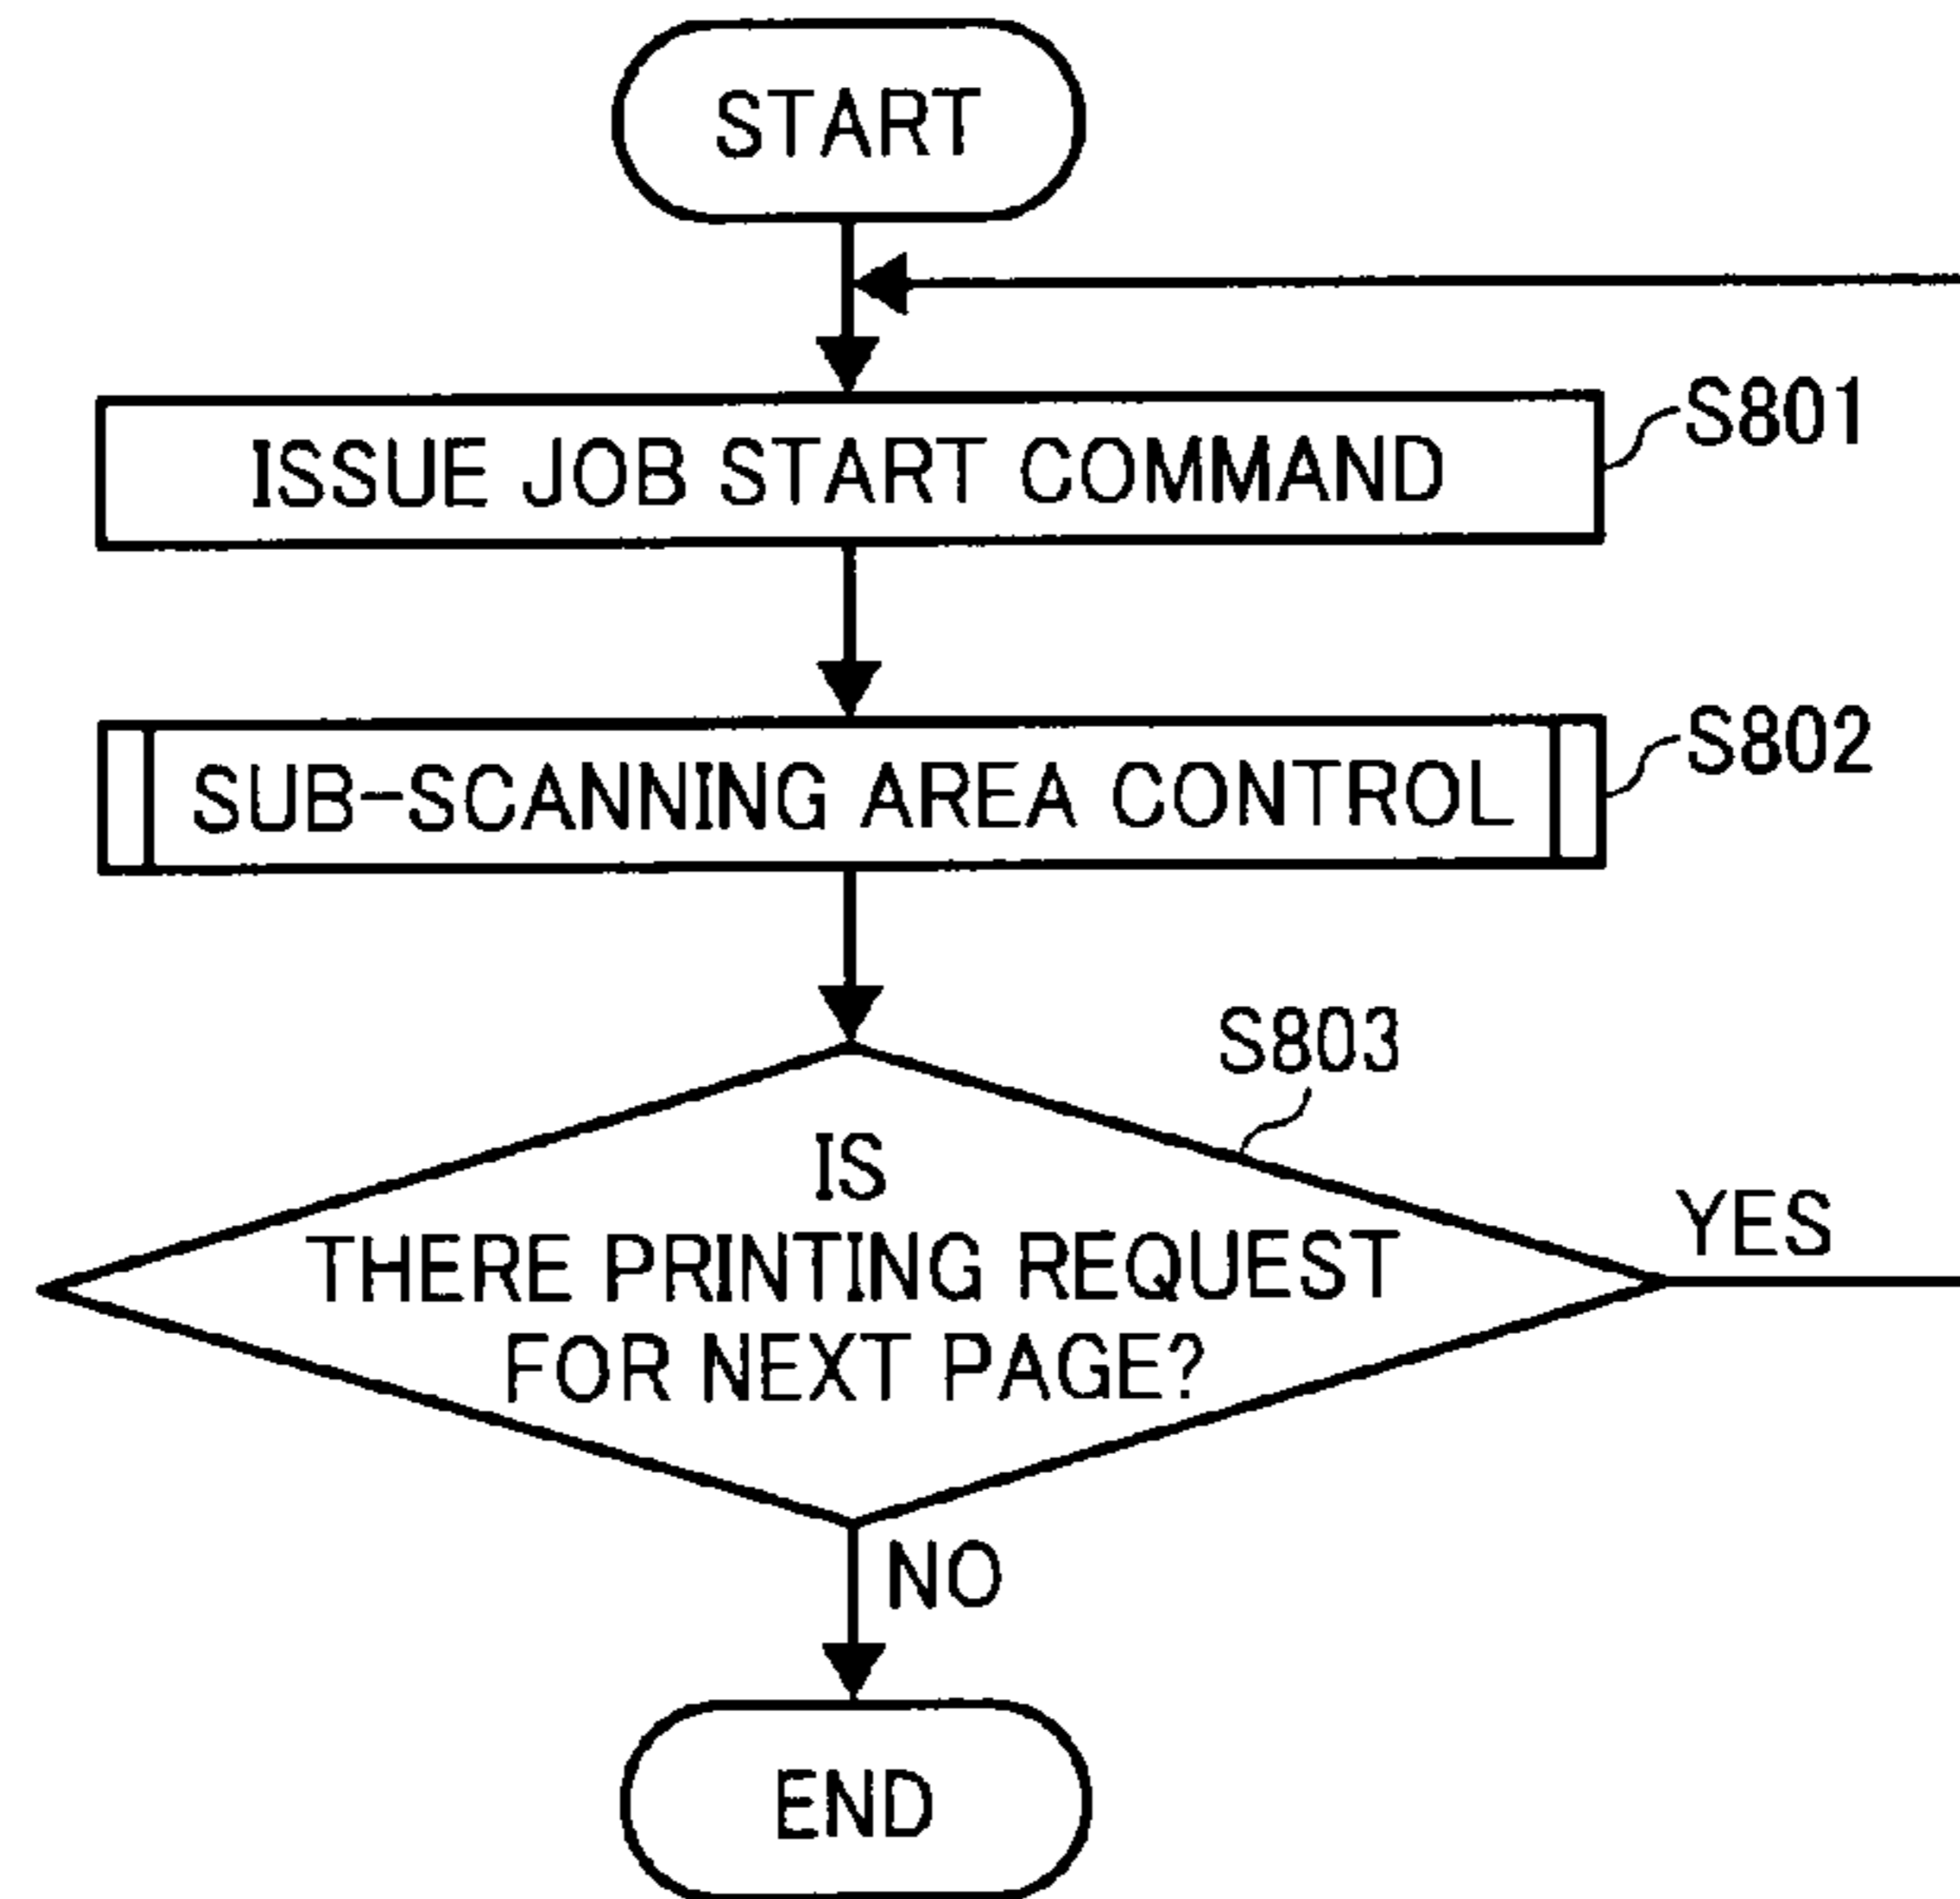 START
ISSUE JOB START COMMAND
S801
SUB-SCANNING AREA CONTROL
S802
S803
IS
THERE PRINTING REQUEST
FOR NEXT PAGE?
YES
NO
END